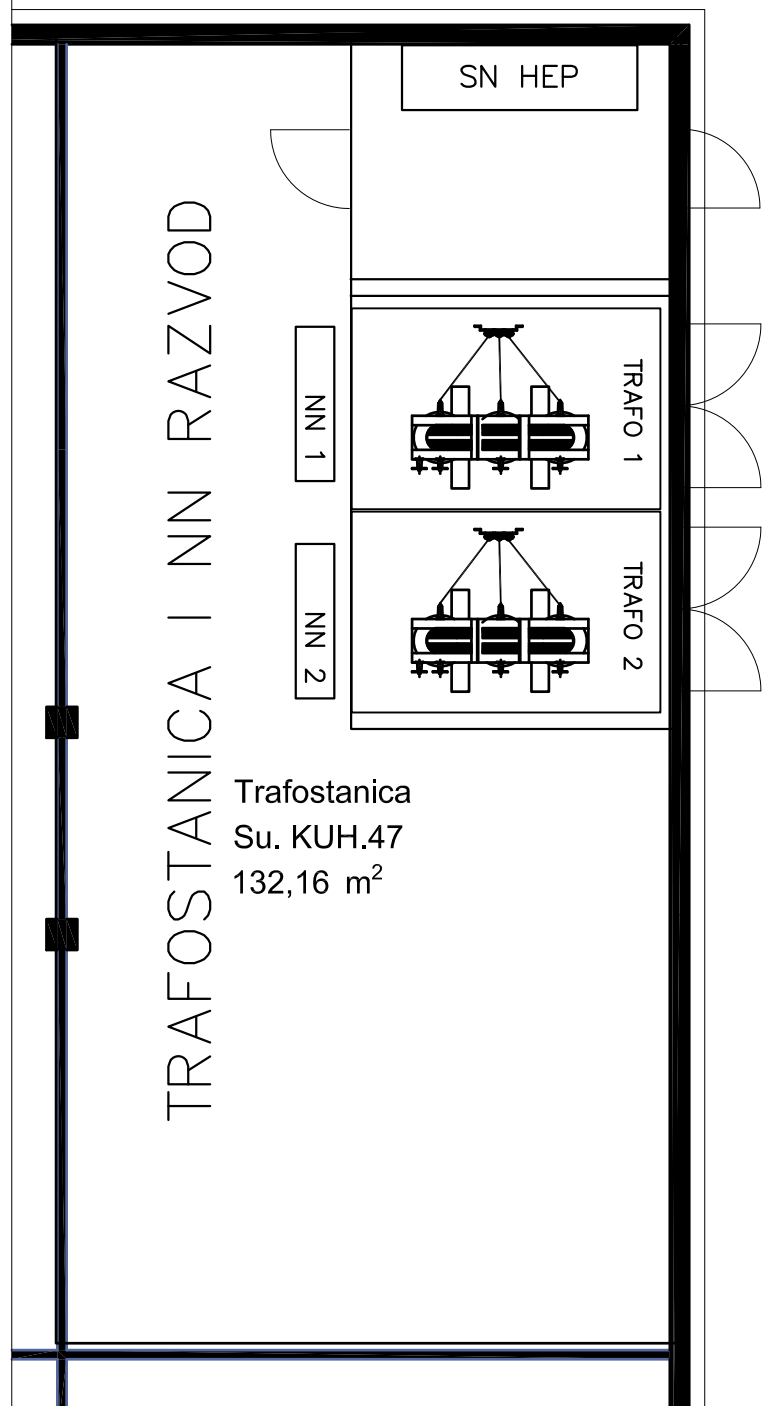 SN HEP
TRAFOSTANICA I NN RAZVOD
NN 1
TRAFO 1
NN 2
TRAFO 2
Trafostanica
Su. KUH.47
132,16 m²